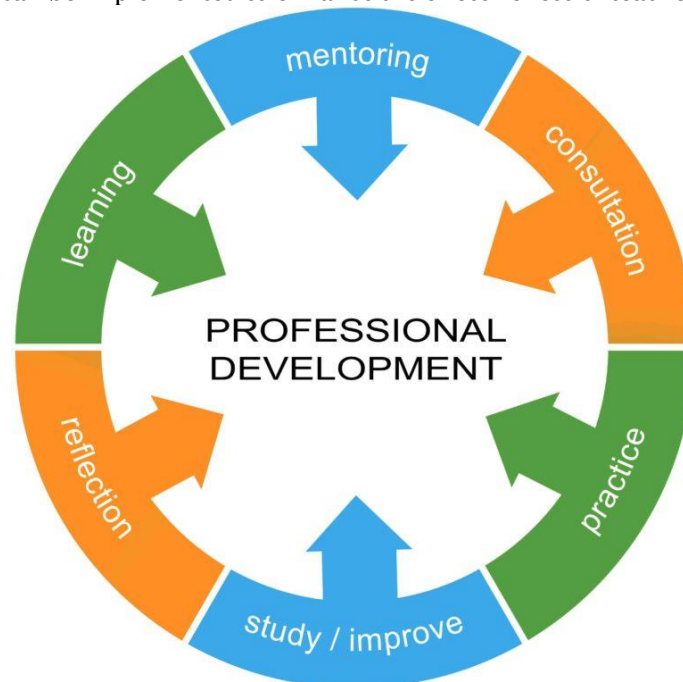 mentoring
consultation
learning
PROFESSIONAL
DEVELOPMENT
reflection
practice
study / improve